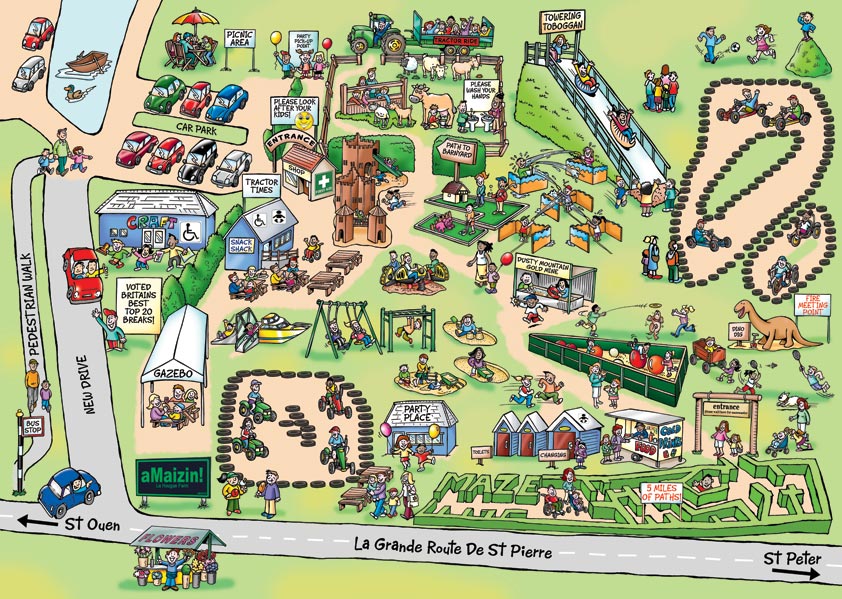 TOWERING
TOBOGGAN
PICNIC
AREA
PARTY
PICK-UP
POINT
TRACTOR RIDE
PLEASE
WASH YOUR
HANDS
PLEASE LOOK
AFTER YOUR
KIDS!
CAR PARK
ENTRANCE
SHOP
PATH TO
BARNYARD
TRACTOR
TIMES
CRAFT
SNACK
SHACK
DUSTY MOUNTAIN
GOLD MINE
PEDESTRIAN WALK
VOTED
BRITAINS
BEST
TOP 20
BREAKS!
FIRE
MEETING
POINT
DINO
DIG
GAZEBO
NEW DRIVE
PARTY
PLACE
entrance
BUS
STOP
TOILETS
CHANGING
FOOD
COLD
DRINKS
aMaizin!
La Hougue Farm
MAZE
5 MILES
OF PATHS!
St Ouen
La Grande Route De St Pierre
St Peter
FLOWERS